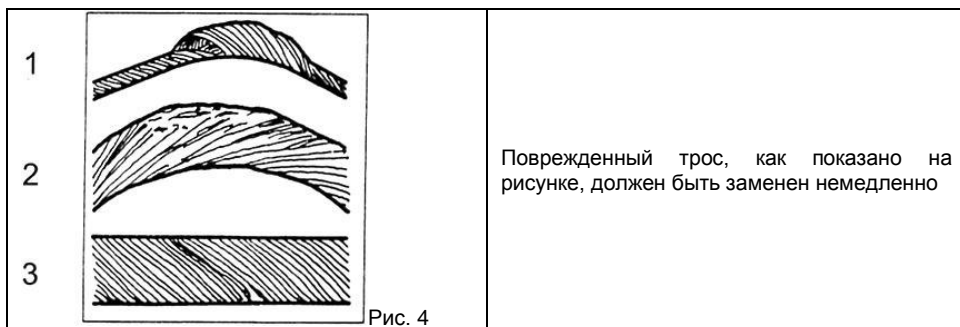 1
2
3
Рис. 4
Поврежденный трос, как показано на
рисунке, должен быть заменен немедленно